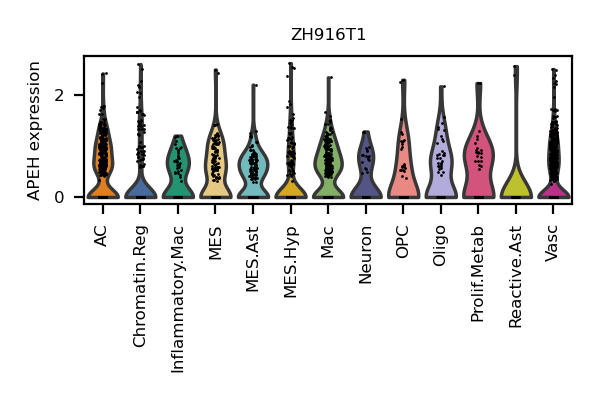 ZH916T1
APEH expression
2
0
AC
Chromatin.Reg
Inflammatory.Mac
MES
MES.Ast
MES.Hyp
Mac
Neuron
OPC
Oligo
Prolif.Metab
Reactive.Ast
Vasc